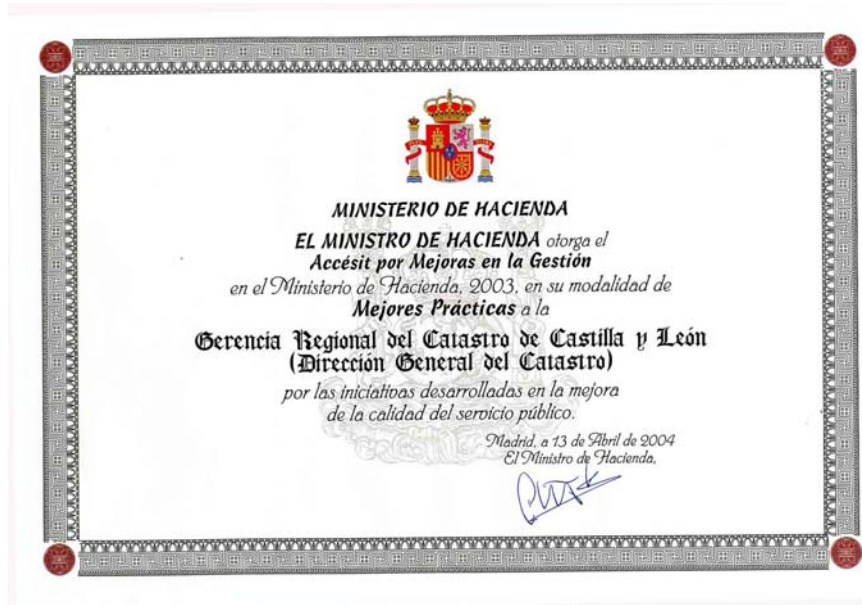 MINISTERIO DE HACIENDA
EL MINISTRO DE HACIENDA otorga el
Accésit por Mejoras en la Gestión
en el Ministerio de Hacienda, 2003, en su modalidad de
Mejores Prácticas a la
Gerencia Regional del Catastro de Castilla y León
(Dirección General del Catastro)
por las iniciativas desarrolladas en la mejora
de la calidad del servicio público.
Madrid, a 13 de Abril de 2004
El Ministro de Hacienda,